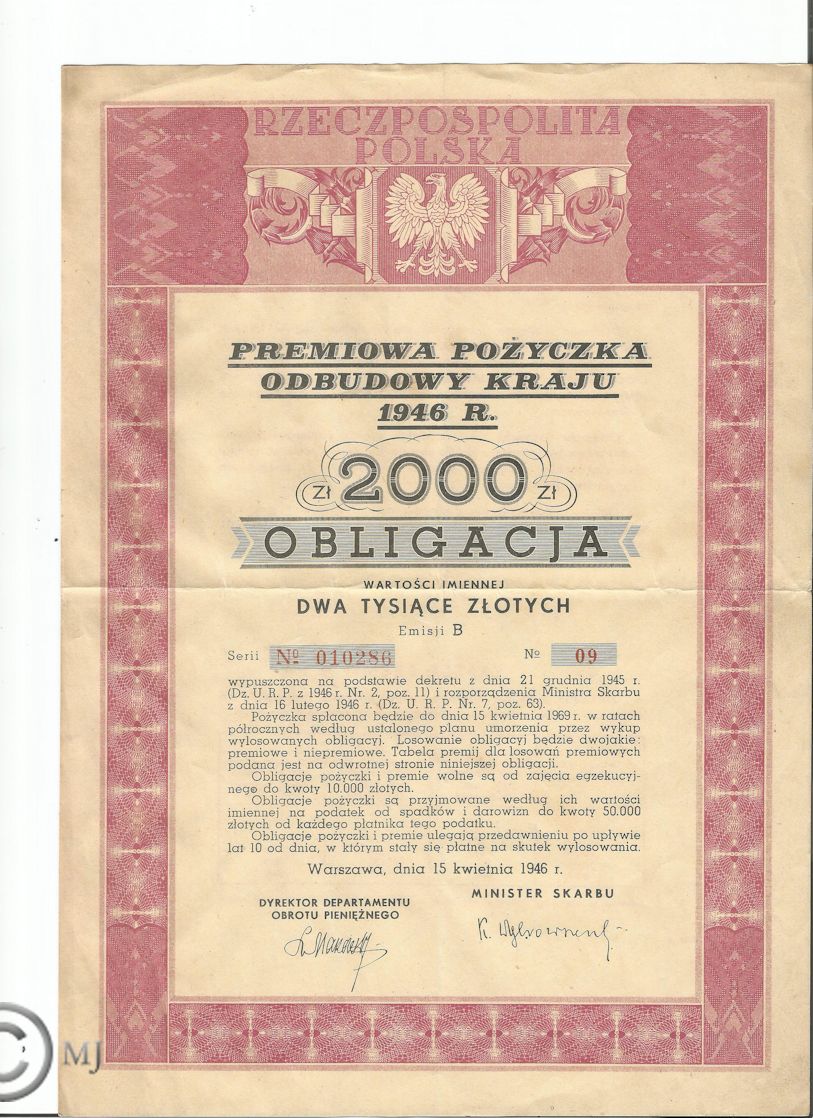 RZECZPOSPOLITA
POLSKA
PREMIOWA POŻYCZKA
ODBUDOWY KRAJU
1946 R.
Zł 2000 Zł
OBLIGACJA
WARTOŚCI IMIENNEJ
DWA TYSIĄCE ZŁOTYCH
Emisji B
Serii № 010286 № 09
wypuszczona na podstawie dekretu z dnia 21 grudnia 1945 r.
(Dz. U. R. P. z 1946 r. Nr. 2, poz. 11) i rozporządzenia Ministra Skarbu
z dnia 16 lutego 1946 r. (Dz. U. R. P. Nr. 7, poz. 63).
Pożyczka spłacona będzie do dnia 15 kwietnia 1969 r. w ratach
półrocznych według ustalonego planu umorzenia przez wykup
wylosowanych obligacyj. Losowanie obligacyj będzie dwojakie:
premiowe i niepremiowe. Tabela premij dla losowań premiowych
podana jest na odwrotnej stronie niniejszej obligacji.
Obligacje pożyczki i premie wolne są od zajęcia egzekucyj-
nego do kwoty 10.000 złotych.
Obligacje pożyczki są przyjmowane według ich wartości
imiennej na podatek od spadków i darowizn do kwoty 50.000
złotych od każdego płatnika tego podatku.
Obligacje pożyczki i premie ulegają przedawnieniu po upływie
lat 10 od dnia, w którym stały się płatne na skutek wylosowania.
Warszawa, dnia 15 kwietnia 1946 r.
DYREKTOR DEPARTAMENTU
OBROTU PIENIĘŻNEGO
MINISTER SKARBU
© MJ